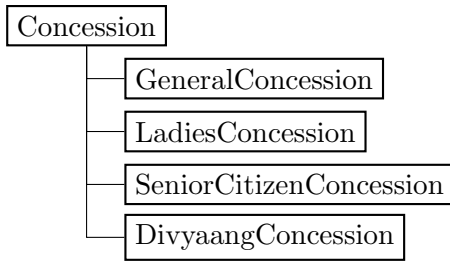 Concession
GeneralConcession
LadiesConcession
SeniorCitizenConcession
DivyaangConcession